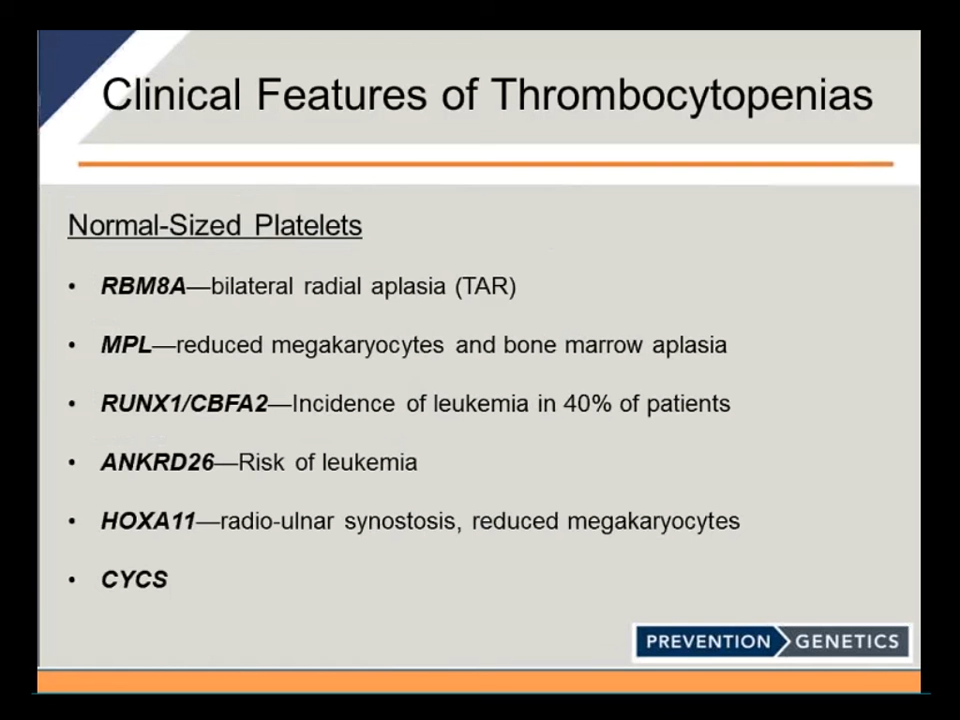 Clinical Features of Thrombocytopenias
Normal-Sized Platelets
• RBM8A—bilateral radial aplasia (TAR)
• MPL—reduced megakaryocytes and bone marrow aplasia
• RUNX1/CBFA2—Incidence of leukemia in 40% of patients
• ANKRD26—Risk of leukemia
• HOXA11—radio-ulnar synostosis, reduced megakaryocytes
• CYCS
PREVENTION GENETICS